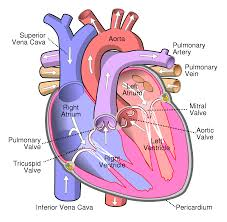 Superior
Vena Cava
Aorta
Pulmonary
Artery
Pulmonary
Vein
Right
Atrium
Left
Atrium
Mitral
Valve
Aortic
Valve
Pulmonary
Valve
Tricuspid
Valve
Right
Ventricle
Left
Ventricle
Inferior Vena Cava
Pericardium